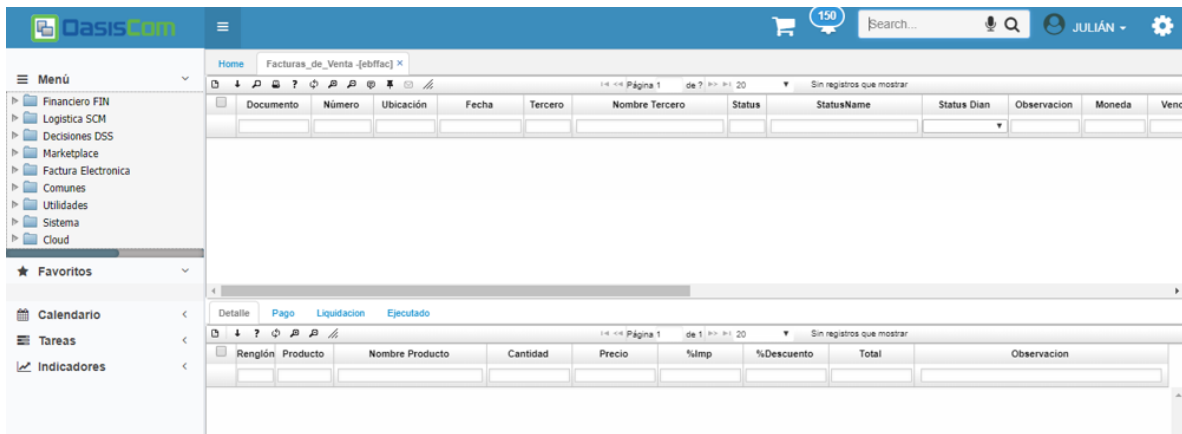 OasisCom
150
Search...
JULIÁN
Home
Facturas_de_Venta -[ebffac] ×
Menú
Financiero FIN
Logistica SCM
Decisiones DSS
Marketplace
Factura Electronica
Comunes
Utilidades
Sistema
Cloud
Favoritos
Calendario
Tareas
Indicadores
Página 1 de ? 20 Sin registros que mostrar
Documento Número Ubicación Fecha Tercero Nombre Tercero Status StatusName Status Dian Observacion Moneda Venc
Detalle Pago Liquidacion Ejecutado
Página 1 de 1 20 Sin registros que mostrar
Renglón Producto Nombre Producto Cantidad Precio %Imp %Descuento Total Observacion